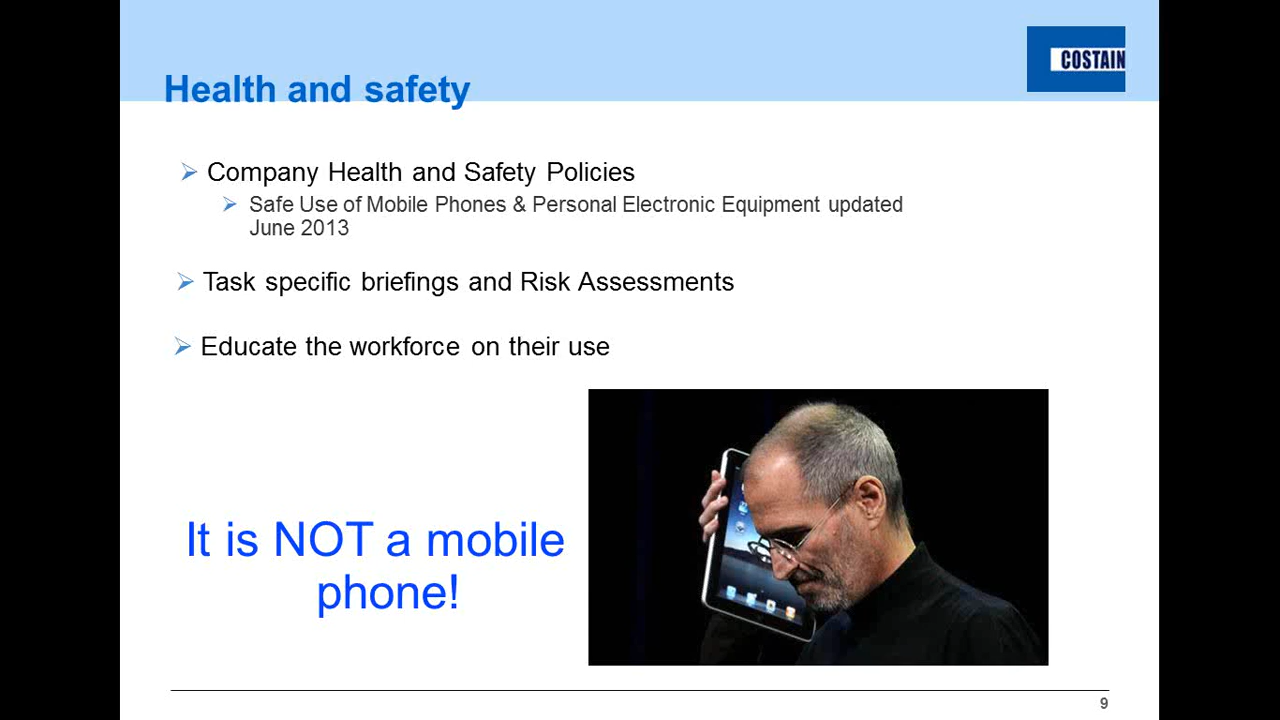 Health and safety
COSTAIN
Company Health and Safety Policies
Safe Use of Mobile Phones & Personal Electronic Equipment updated
June 2013
Task specific briefings and Risk Assessments
Educate the workforce on their use
It is NOT a mobile
phone!
9